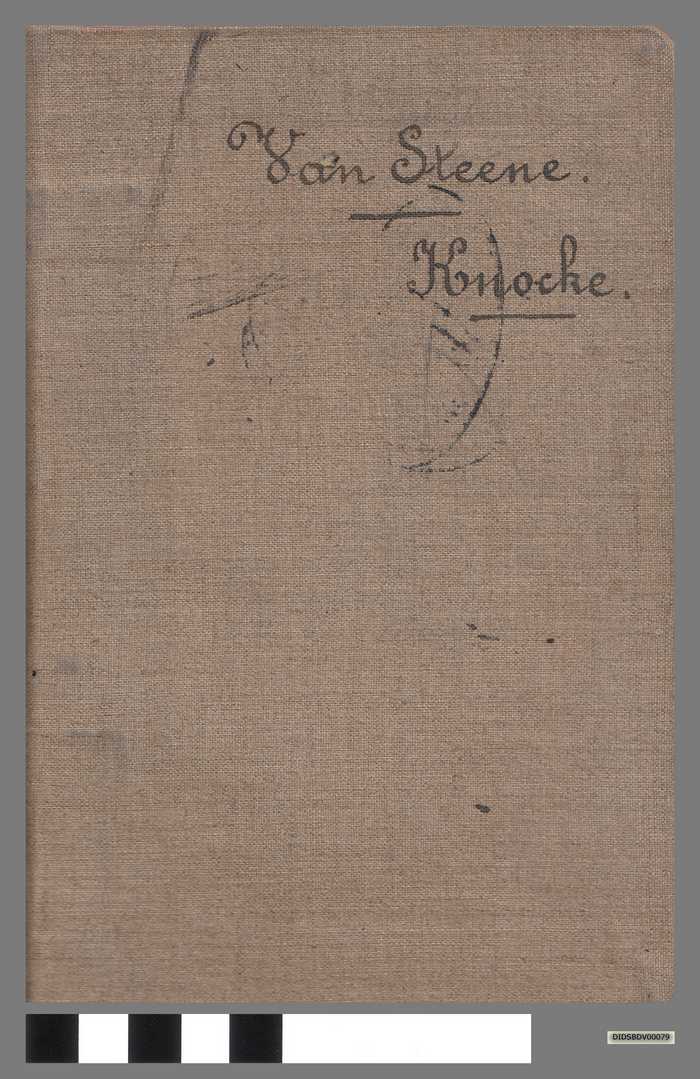 Van Steene.
Knocke.
DIDSBDV00079